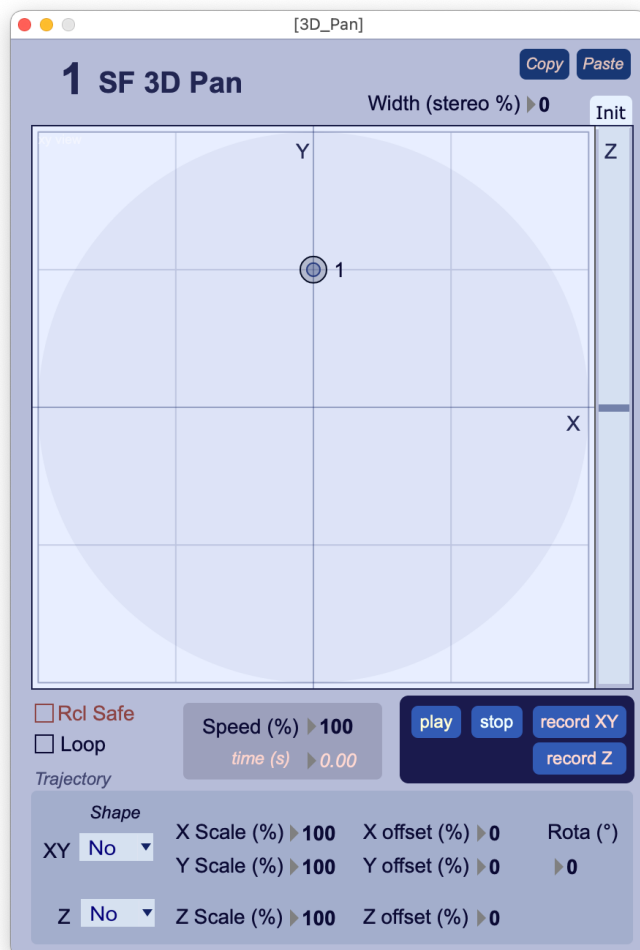 [3D_Pan]
1 SF 3D Pan
Copy Paste
Width (stereo %) 0
Init
xy view
Y
Z
1
X
Rcl Safe
Loop
Speed (%) 100
time (s) 0.00
play stop record XY
record Z
Trajectory
Shape
XY No
X Scale (%) 100 X offset (%) 0 Rota (°)
Y Scale (%) 100 Y offset (%) 0 0
Z No Z Scale (%) 100 Z offset (%) 0